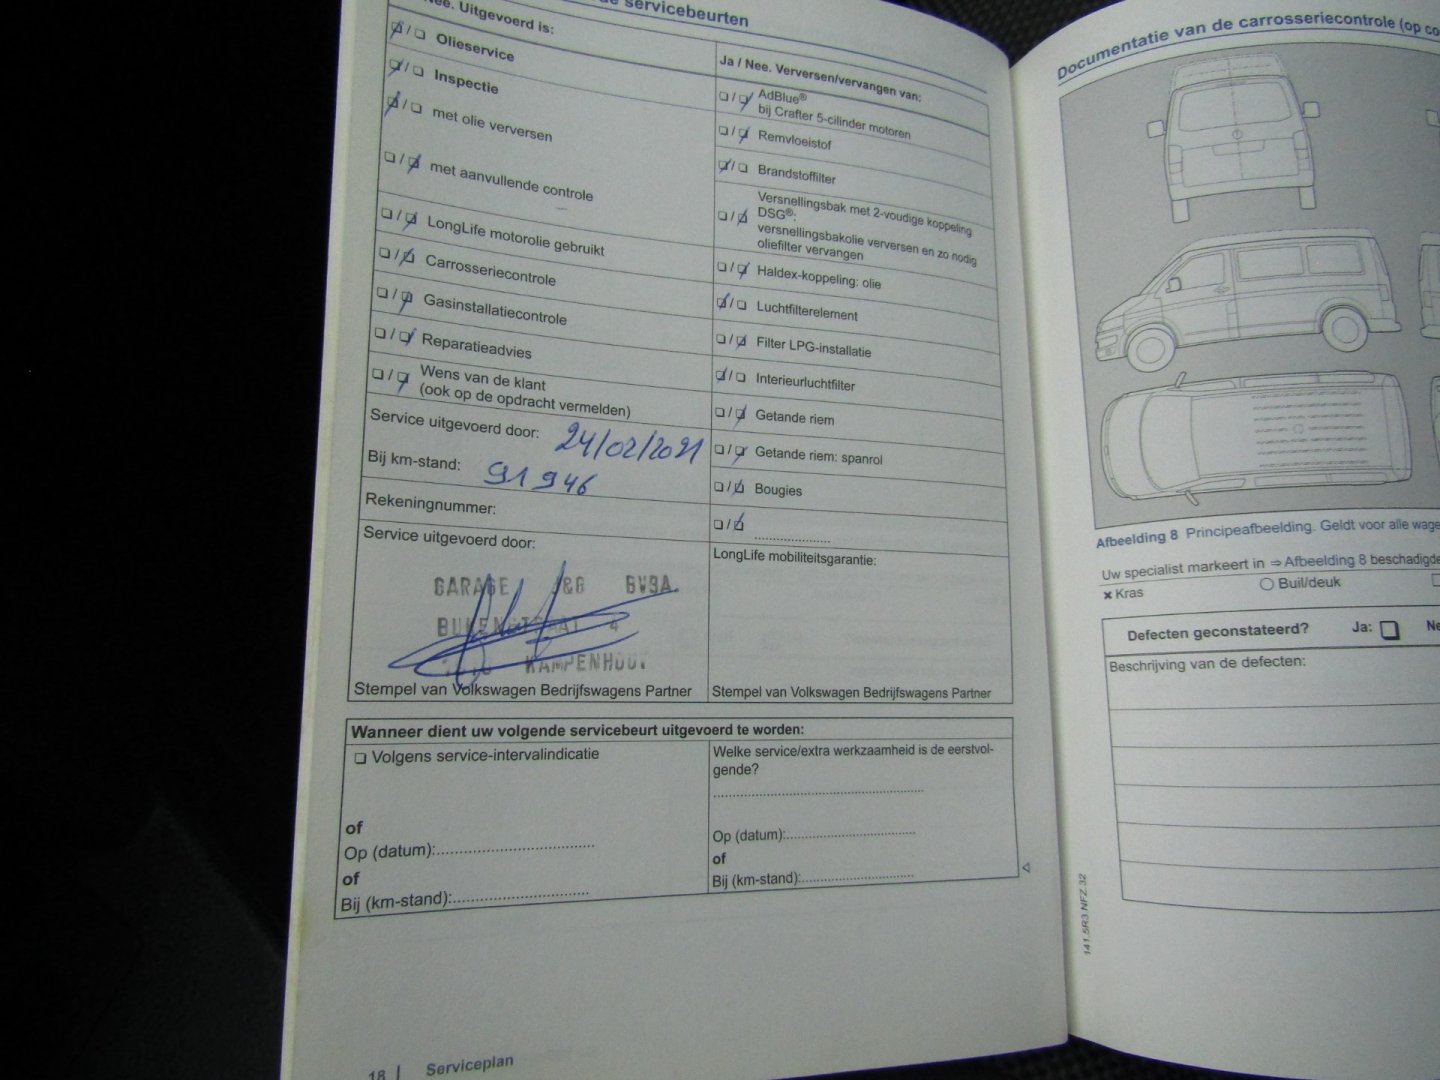 de servicebeurten
Nee. Uitgevoerd is:
❏ / ❏ Olieservice
❏ / ❏ Inspectie
❏ / ❏ met olie verversen
❏ / ❏ met aanvullende controle
❏ / ❏ LongLife motorolie gebruikt
❏ / ❏ Carrosseriecontrole
❏ / ❏ Gasinstallatiecontrole
❏ / ❏ Reparatieadvies
❏ / ❏ Wens van de klant
(ook op de opdracht vermelden)
Service uitgevoerd door: 24/02/2021
Bij km-stand: 91 946
Rekeningnummer:
Service uitgevoerd door:
GARAGE J&G BVBA.
BUKENSTRAAT 4
KAMPENHOUT
Stempel van Volkswagen Bedrijfswagens Partner
Ja / Nee. Verversen/vervangen van:
❏ / ❏ AdBlue®
bij Crafter 5-cilinder motoren
❏ / ❏ Remvloeistof
❏ / ❏ Brandstoffilter
Versnellingsbak met 2-voudige koppeling
❏ / ❏ DSG®:
versnellingsbakolie verversen en zo nodig
oliefilter vervangen
❏ / ❏ Haldex-koppeling: olie
❏ / ❏ Luchtfilterelement
❏ / ❏ Filter LPG-installatie
❏ / ❏ Interieurluchtfilter
❏ / ❏ Getande riem
❏ / ❏ Getande riem: spanrol
❏ / ❏ Bougies
❏ / ❏ ....................
LongLife mobiliteitsgarantie:
Stempel van Volkswagen Bedrijfswagens Partner
Wanneer dient uw volgende servicebeurt uitgevoerd te worden:
❏ Volgens service-intervalindicatie
of
Op (datum):...................................
of
Bij (km-stand):..............................
Welke service/extra werkzaamheid is de eerstvol-
gende?
..................................................
Op (datum):..............................
of
Bij (km-stand):..........................
18 | Serviceplan
Documentatie van de carrosseriecontrole (op
Afbeelding 8 Principeafbeelding. Geldt voor alle
Uw specialist markeert in ⇒ Afbeelding 8
× Kras
○ Buil/deuk
Defecten geconstateerd? Ja: ❏
Beschrijving van de defecten:
141.5R3.NFZ.32